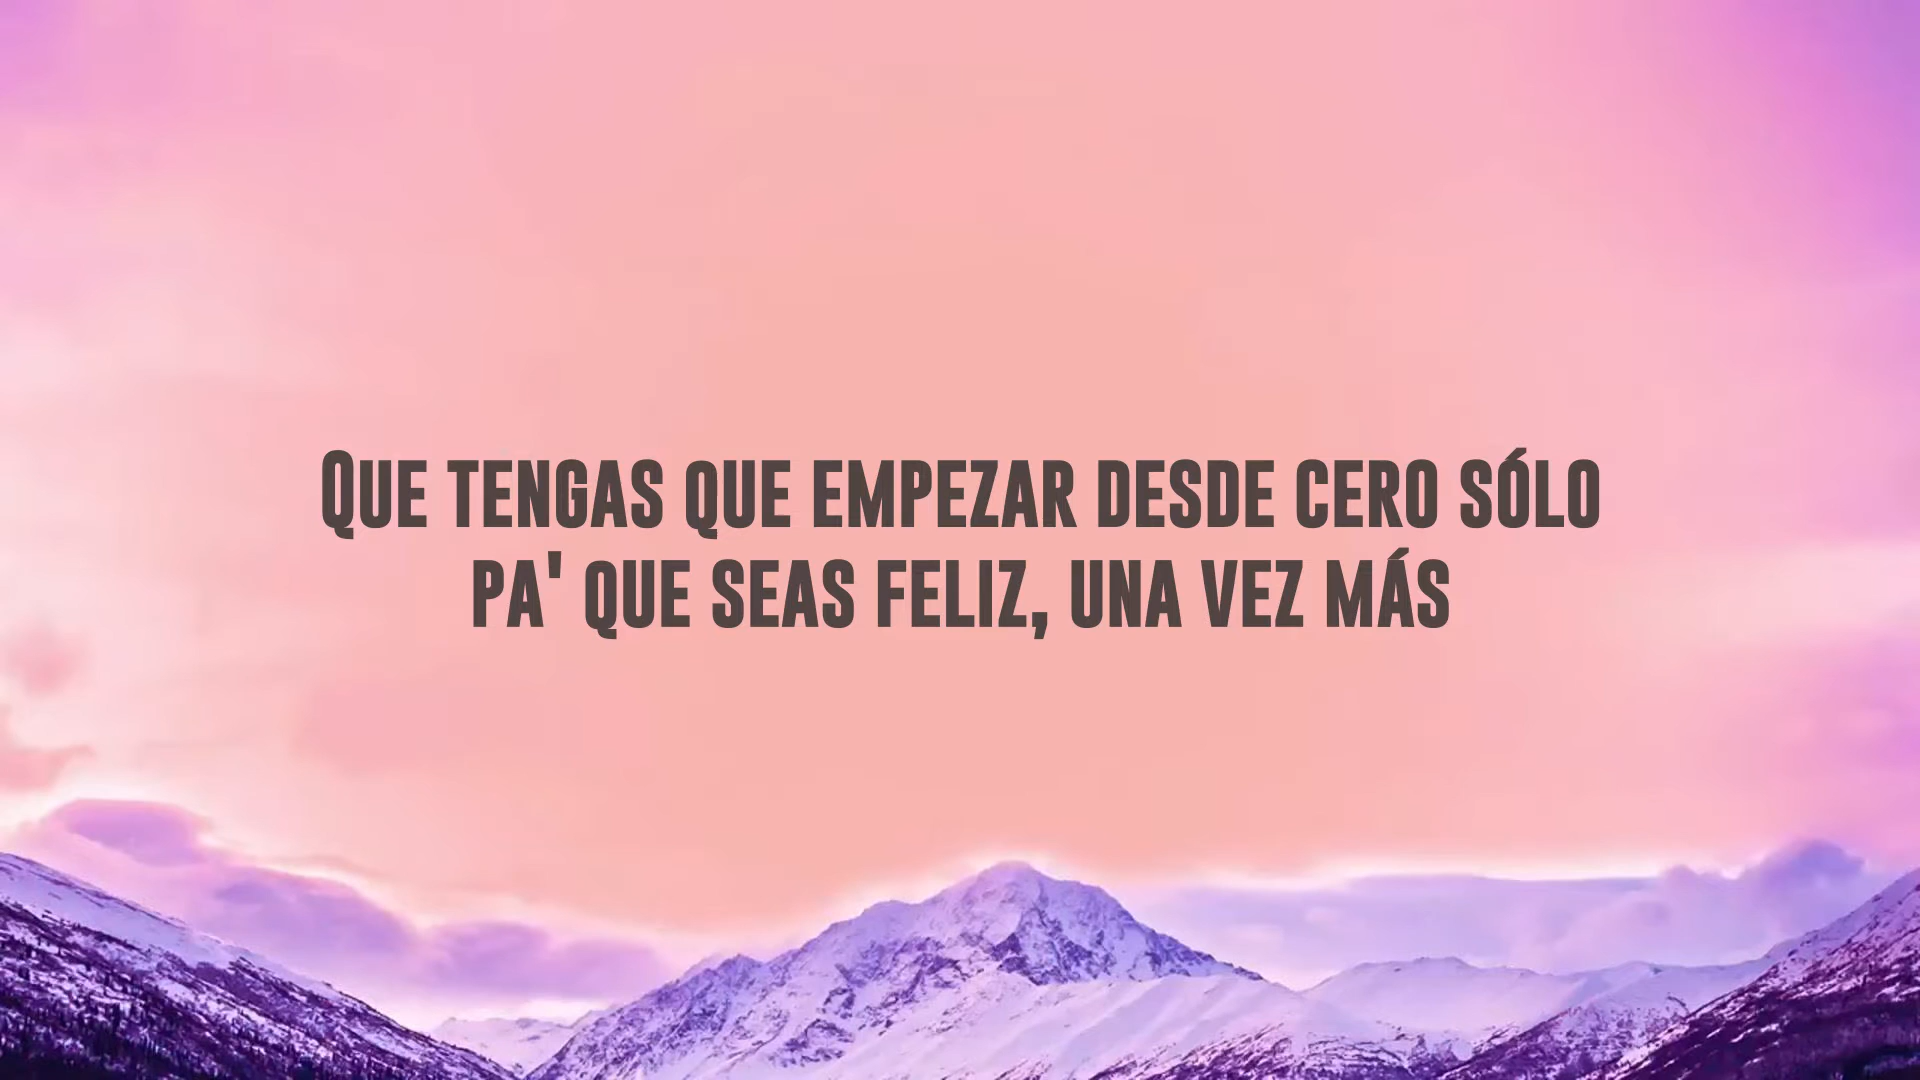 Que tengas que empezar desde cero sólo
pa' que seas feliz, una vez más